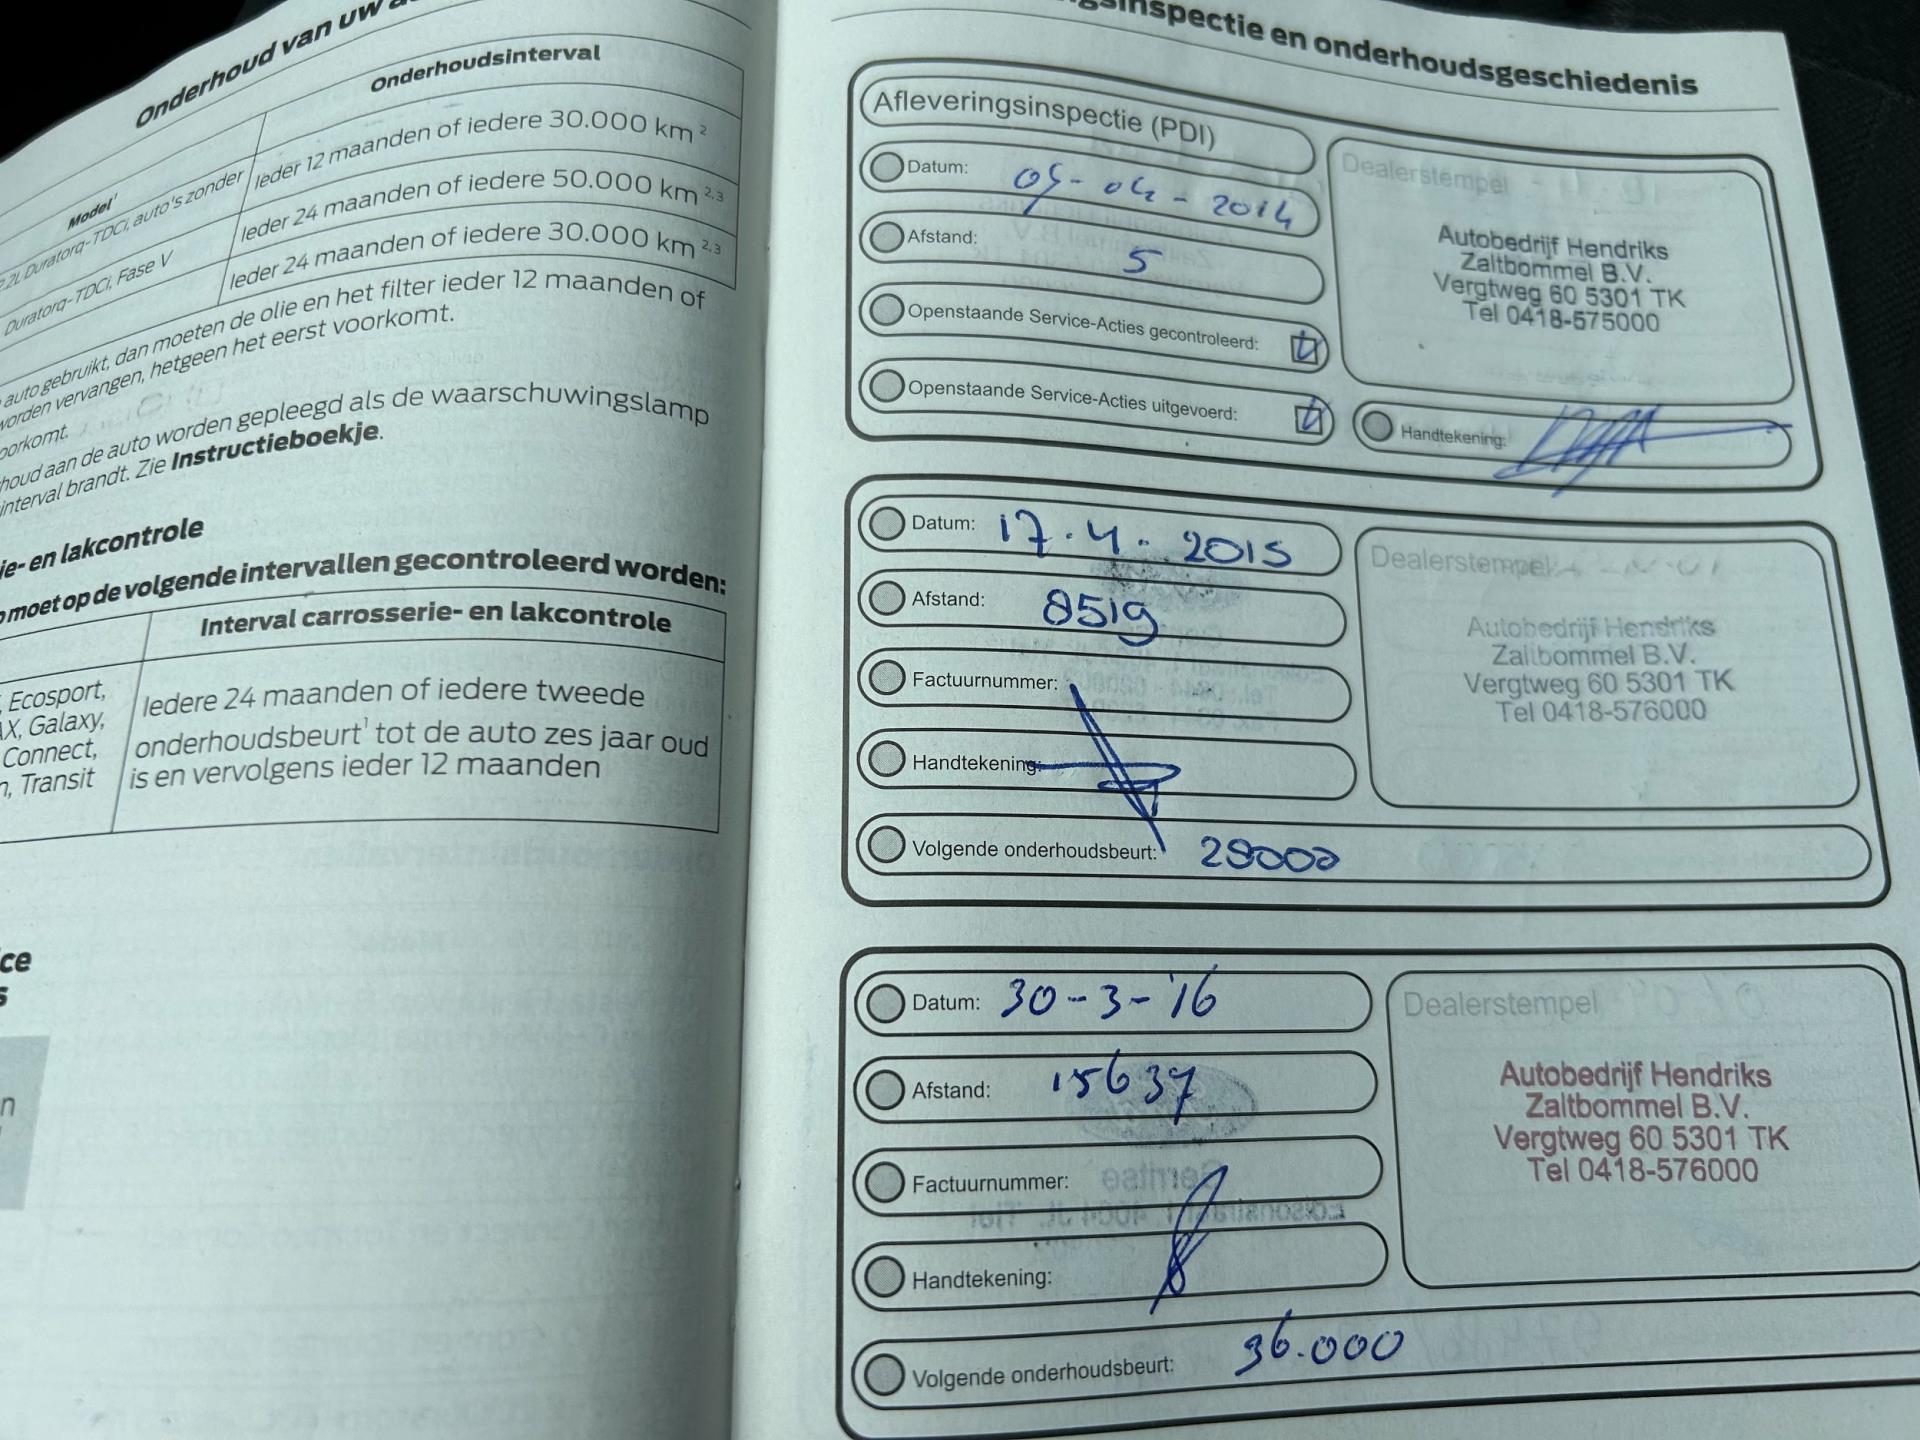 Onderhoud van uw
Onderhoudsinterval
Model¹
Ieder 12 maanden of iedere 30.000 km ²
2.2L Duratorq-TDCi, auto's zonder
Ieder 24 maanden of iedere 50.000 km ²,³
Duratorq-TDCi, Fase V
Ieder 24 maanden of iedere 30.000 km ²,³
auto gebruikt, dan moeten de olie en het filter ieder 12 maanden of
worden vervangen, hetgeen het eerst voorkomt.
voorkomt.
houd aan de auto worden gepleegd als de waarschuwingslamp
interval brandt. Zie Instructieboekje.
ie- en lakcontrole
moet op de volgende intervallen gecontroleerd worden:
Interval carrosserie- en lakcontrole
, Ecosport,
AX, Galaxy,
Connect,
n, Transit
Iedere 24 maanden of iedere tweede
onderhoudsbeurt¹ tot de auto zes jaar oud
is en vervolgens ieder 12 maanden
ce
s
n
gsinspectie en onderhoudsgeschiedenis
Afleveringsinspectie (PDI)
Datum: 05-04-2014
Afstand: 5
Openstaande Service-Acties gecontroleerd:
Openstaande Service-Acties uitgevoerd:
Dealerstempel
Autobedrijf Hendriks
Zaltbommel B.V.
Vergtweg 60 5301 TK
Tel 0418-575000
Handtekening:
Datum: 17.4.2015
Afstand: 8519
Factuurnummer:
Handtekening:
Volgende onderhoudsbeurt: 28000
Dealerstempel
Autobedrijf Hendriks
Zaltbommel B.V.
Vergtweg 60 5301 TK
Tel 0418-576000
Datum: 30-3-'16
Afstand: 15637
Factuurnummer:
Handtekening:
Volgende onderhoudsbeurt: 36.000
Dealerstempel
Autobedrijf Hendriks
Zaltbommel B.V.
Vergtweg 60 5301 TK
Tel 0418-576000